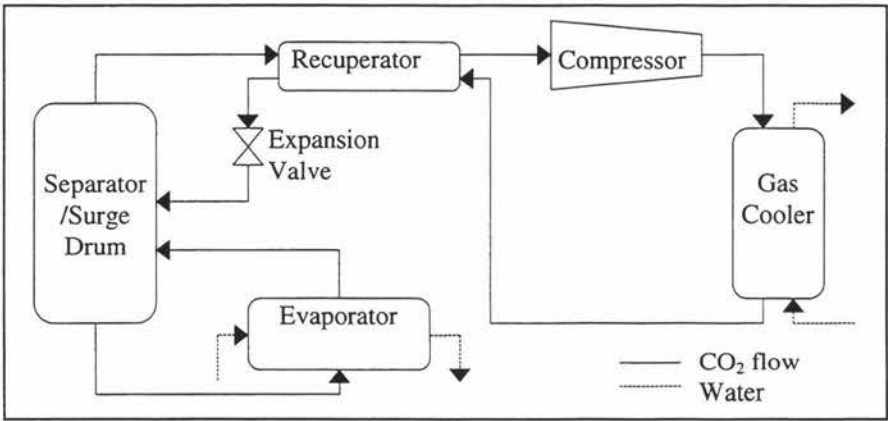 Recuperator
Compressor
Expansion
Valve
Separator
/Surge
Drum
Gas
Cooler
Evaporator
CO₂ flow
Water